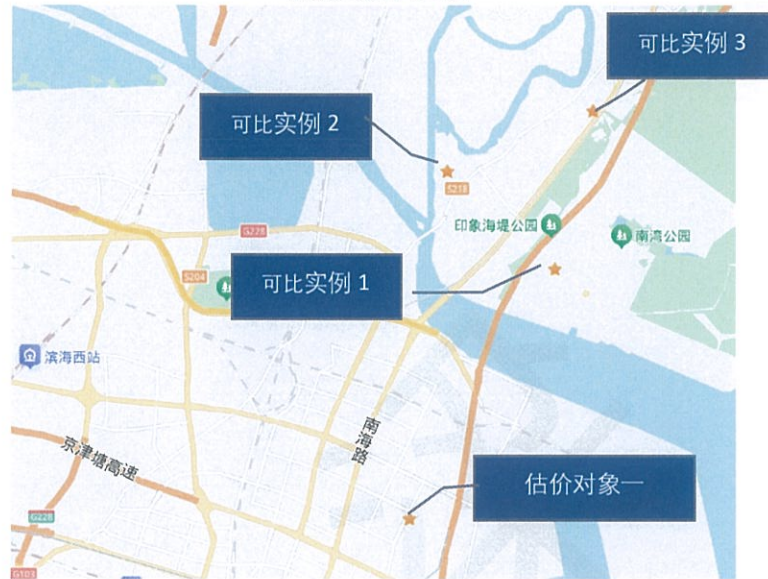 可比实例 3
可比实例 2
S218
印象海堤公园
南湾公园
G228
S204
可比实例 1
滨海西站
南海路
京津塘高速
估价对象一
G228
G103